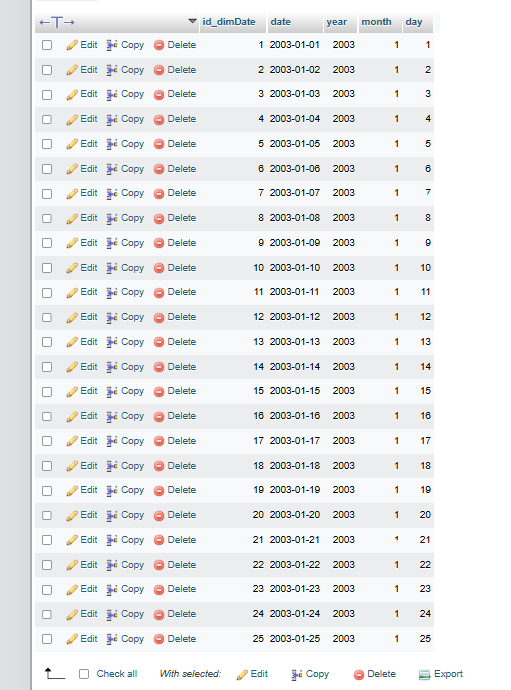 id_dimDate date year month day
Edit Copy Delete 1 2003-01-01 2003 1 1
Edit Copy Delete 2 2003-01-02 2003 1 2
Edit Copy Delete 3 2003-01-03 2003 1 3
Edit Copy Delete 4 2003-01-04 2003 1 4
Edit Copy Delete 5 2003-01-05 2003 1 5
Edit Copy Delete 6 2003-01-06 2003 1 6
Edit Copy Delete 7 2003-01-07 2003 1 7
Edit Copy Delete 8 2003-01-08 2003 1 8
Edit Copy Delete 9 2003-01-09 2003 1 9
Edit Copy Delete 10 2003-01-10 2003 1 10
Edit Copy Delete 11 2003-01-11 2003 1 11
Edit Copy Delete 12 2003-01-12 2003 1 12
Edit Copy Delete 13 2003-01-13 2003 1 13
Edit Copy Delete 14 2003-01-14 2003 1 14
Edit Copy Delete 15 2003-01-15 2003 1 15
Edit Copy Delete 16 2003-01-16 2003 1 16
Edit Copy Delete 17 2003-01-17 2003 1 17
Edit Copy Delete 18 2003-01-18 2003 1 18
Edit Copy Delete 19 2003-01-19 2003 1 19
Edit Copy Delete 20 2003-01-20 2003 1 20
Edit Copy Delete 21 2003-01-21 2003 1 21
Edit Copy Delete 22 2003-01-22 2003 1 22
Edit Copy Delete 23 2003-01-23 2003 1 23
Edit Copy Delete 24 2003-01-24 2003 1 24
Edit Copy Delete 25 2003-01-25 2003 1 25
Check all With selected: Edit Copy Delete Export